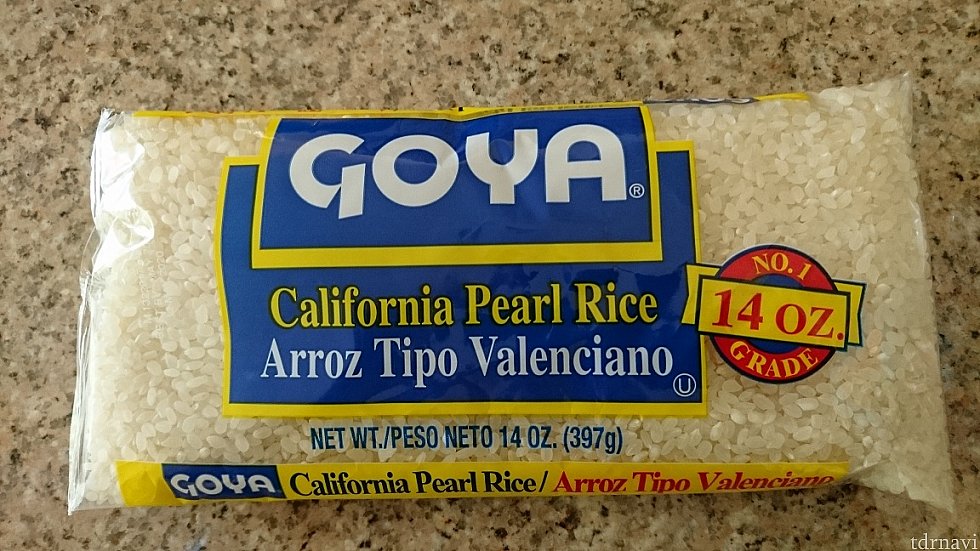 GOYA®
California Pearl Rice
Arroz Tipo Valenciano
U
NO. 1
14 OZ.
GRADE
NET WT./PESO NETO 14 OZ. (397g)
GOYA California Pearl Rice/Arroz Tipo Valenciano
tdrnavi